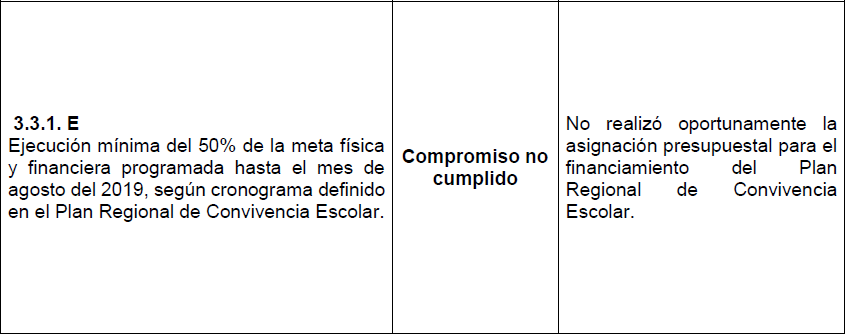 3.3.1. E
Ejecución mínima del 50% de la meta física
y financiera programada hasta el mes de
agosto del 2019, según cronograma definido
en el Plan Regional de Convivencia Escolar.
Compromiso no
cumplido
No realizó oportunamente la
asignación presupuestal para el
financiamiento del Plan
Regional de Convivencia
Escolar.